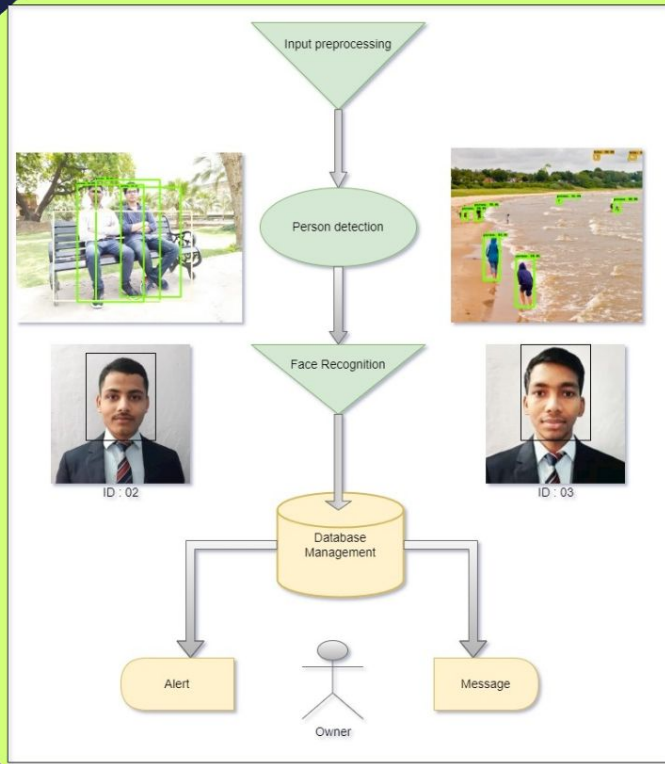 Input preprocessing
Person detection
Face Recognition
ID : 02
ID : 03
Database
Management
Alert
Message
Owner